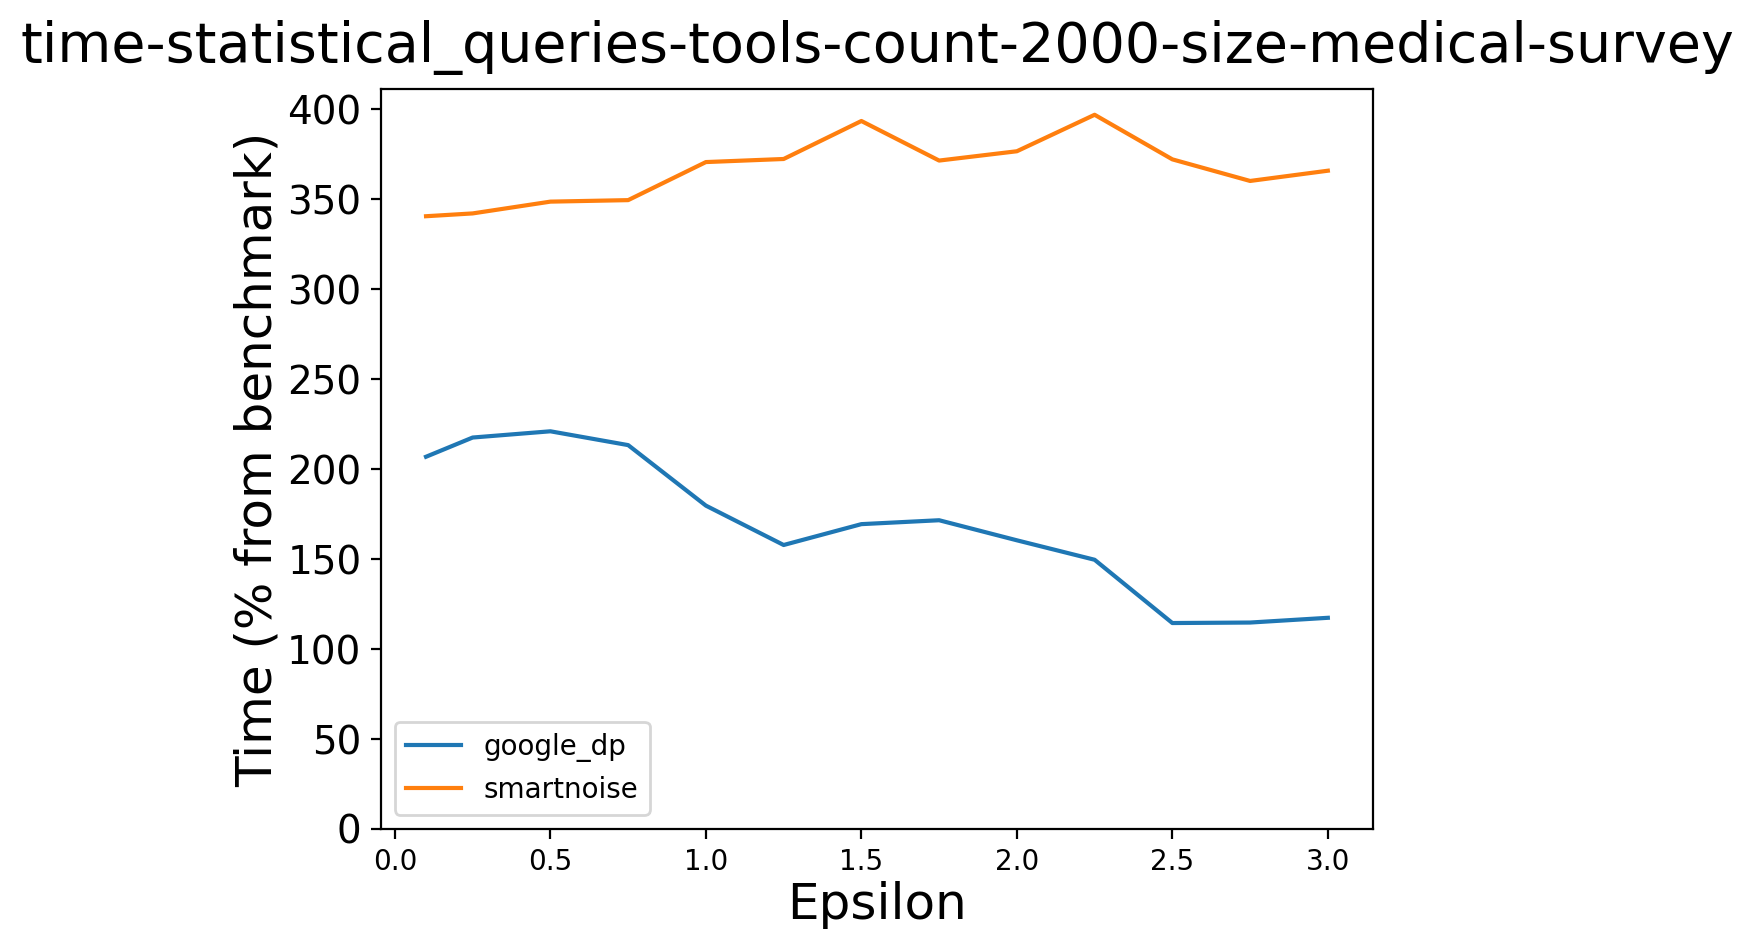 time-statistical_queries-tools-count-2000-size-medical-survey
Time (% from benchmark)
400
350
300
250
200
150
100
50
0
google_dp
smartnoise
0.0 0.5 1.0 1.5 2.0 2.5 3.0
Epsilon